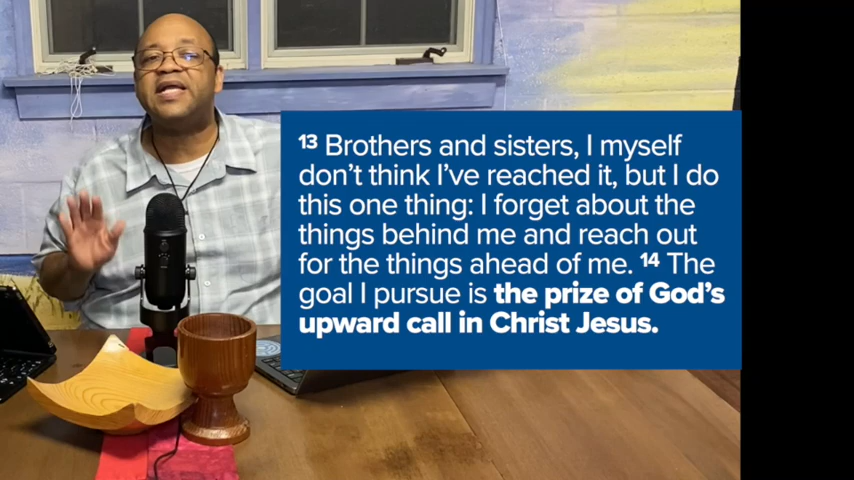 13 Brothers and sisters, I myself
don't think I've reached it, but I do
this one thing: I forget about the
things behind me and reach out
for the things ahead of me. 14 The
goal I pursue is the prize of God's
upward call in Christ Jesus.